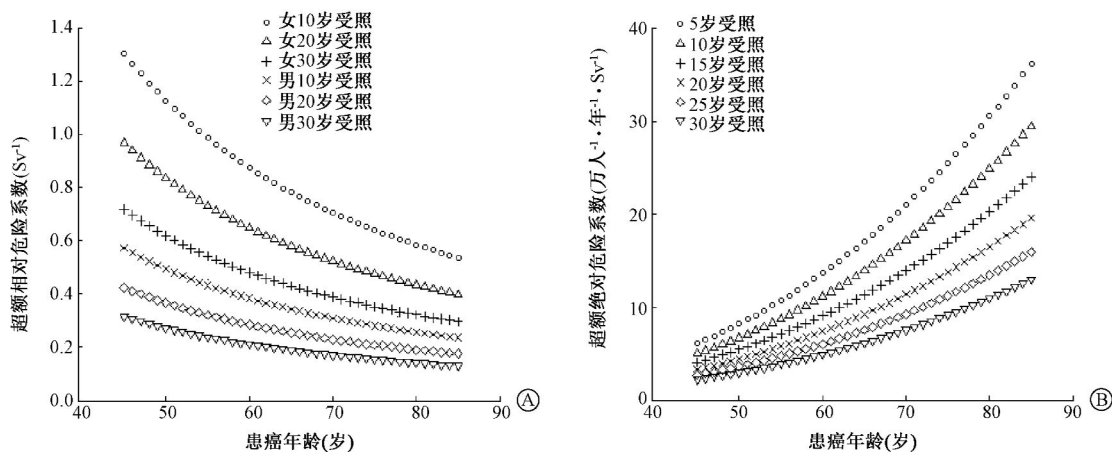 1.4
1.2
1.0
0.8
0.6
0.4
0.2
0.0
超额相对危险系数(Sv⁻¹)
女10岁受照
女20岁受照
女30岁受照
男10岁受照
男20岁受照
男30岁受照
40 50 60 70 80 90
患癌年龄(岁)
A
40
30
20
10
0
超额绝对危险系数(万人⁻¹·年⁻¹·Sv⁻¹)
5岁受照
10岁受照
15岁受照
20岁受照
25岁受照
30岁受照
40 50 60 70 80 90
患癌年龄(岁)
B